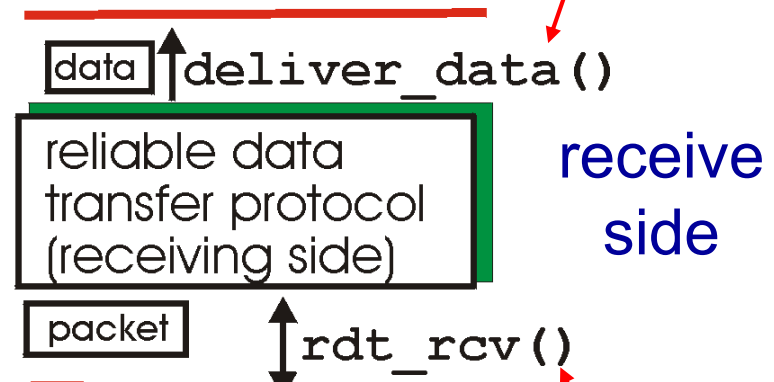 data deliver_data()
reliable data
transfer protocol
(receiving side)
receive
side
packet rdt_rcv()